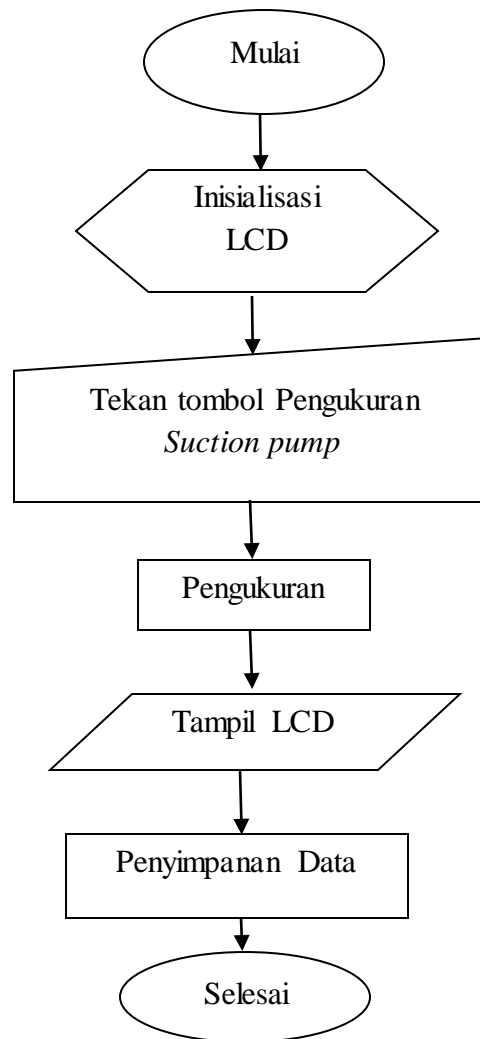 Mulai
Inisialisasi
LCD
Tekan tombol Pengukuran
Suction pump
Pengukuran
Tampil LCD
Penyimpanan Data
Selesai